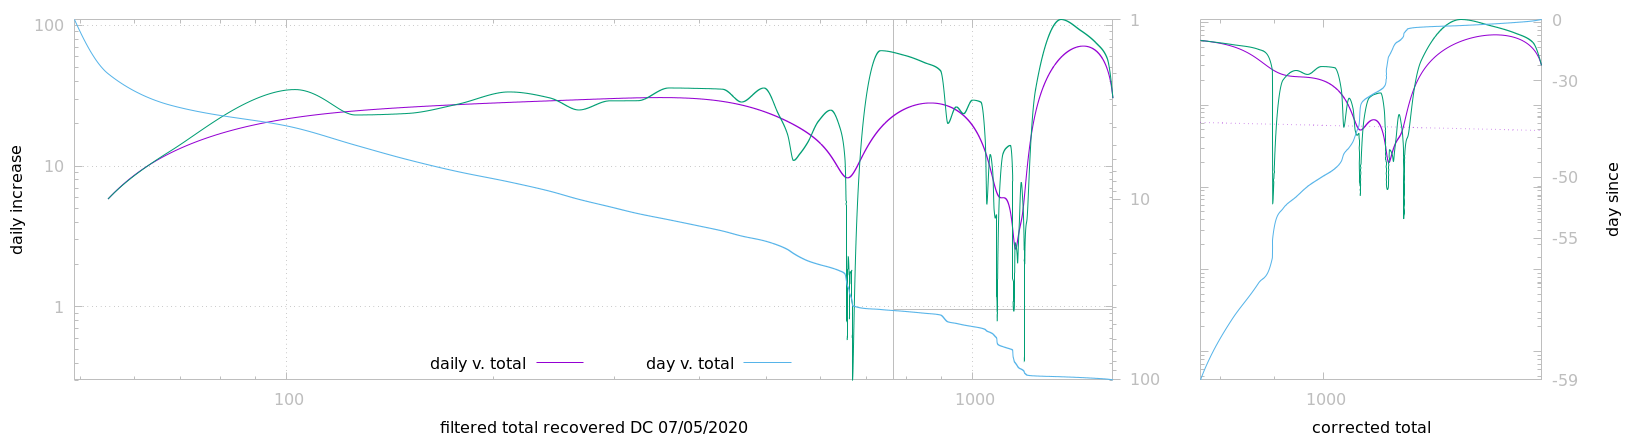 100
10
1
daily increase
daily v. total
day v. total
100
1000
filtered total recovered DC 07/05/2020
1
10
100
1000
corrected total
0
-30
-50
-55
-59
day since